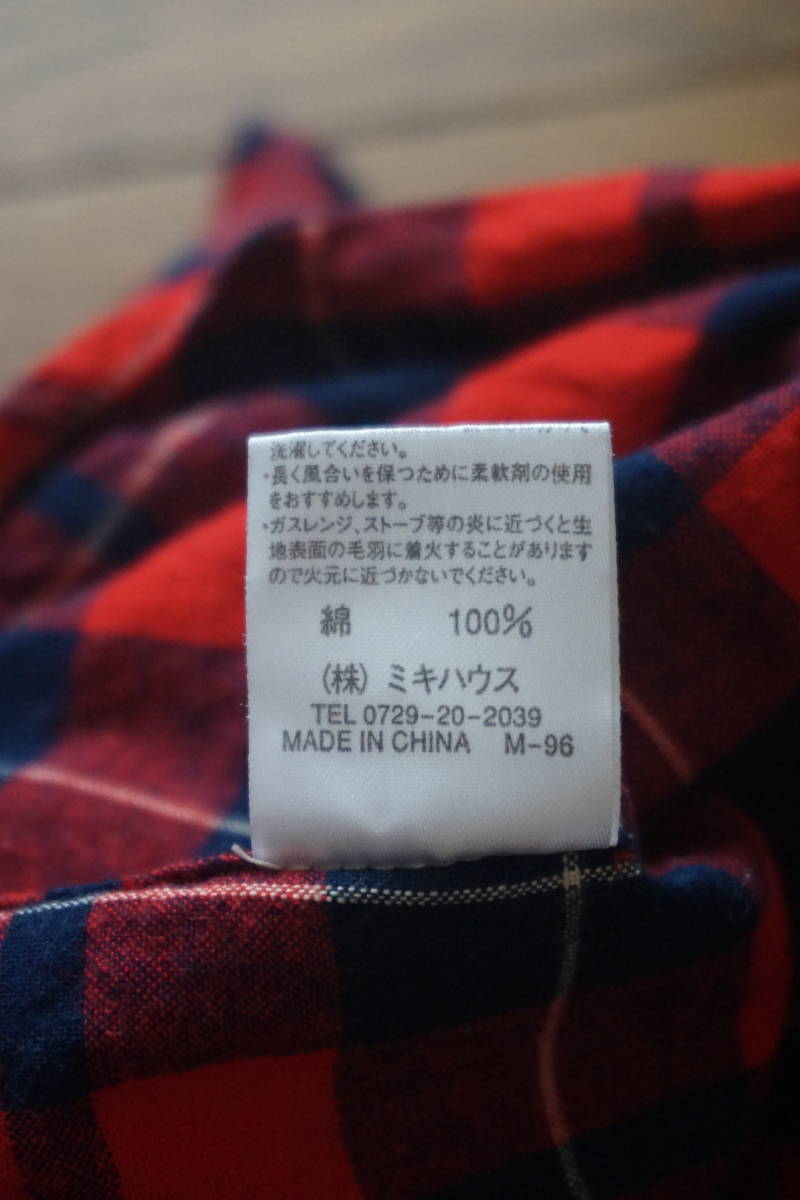 洗濯してください。
・長く風合いを保つために柔軟剤の使用
をおすすめします。
・ガスレンジ、ストーブ等の炎に近づくと生
地表面の毛羽に着火することがあります
ので火元に近づかないでください。
綿 100%
(株) ミキハウス
TEL 0729-20-2039
MADE IN CHINA M-96